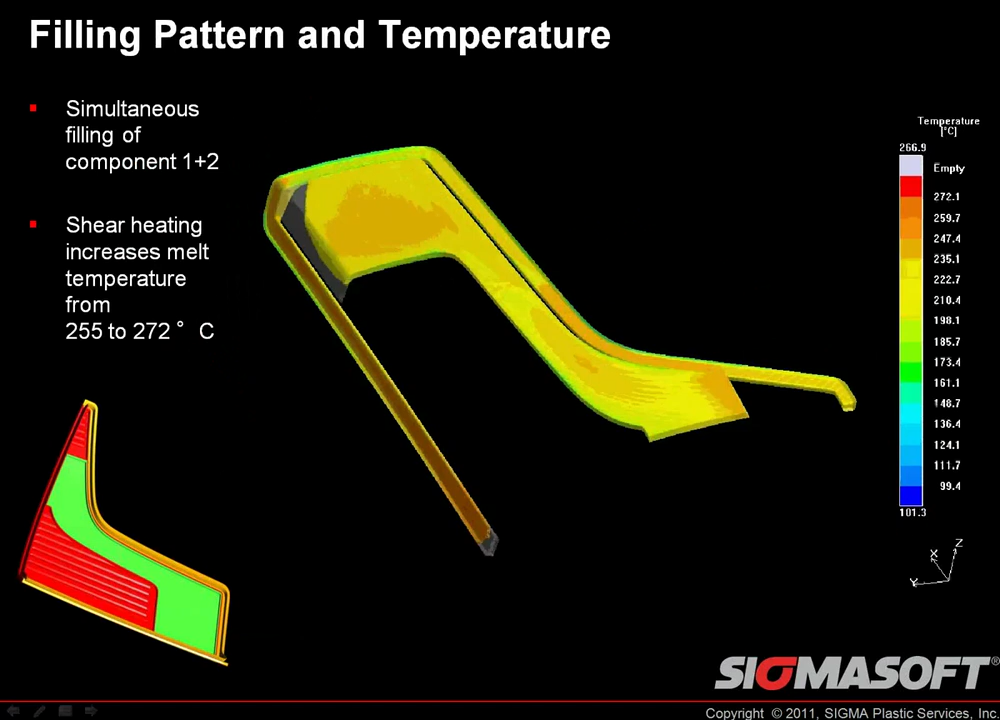 Filling Pattern and Temperature
Simultaneous
filling of
component 1+2
Shear heating
increases melt
temperature
from
255 to 272 ° C
Temperature
[°C]
266.9
Empty
272.1
259.7
247.4
235.1
222.7
210.4
198.1
185.7
173.4
161.1
148.7
136.4
124.1
111.7
99.4
101.3
Z
X
Y
SIGMASOFT®
Copyright © 2011, SIGMA Plastic Services, Inc.